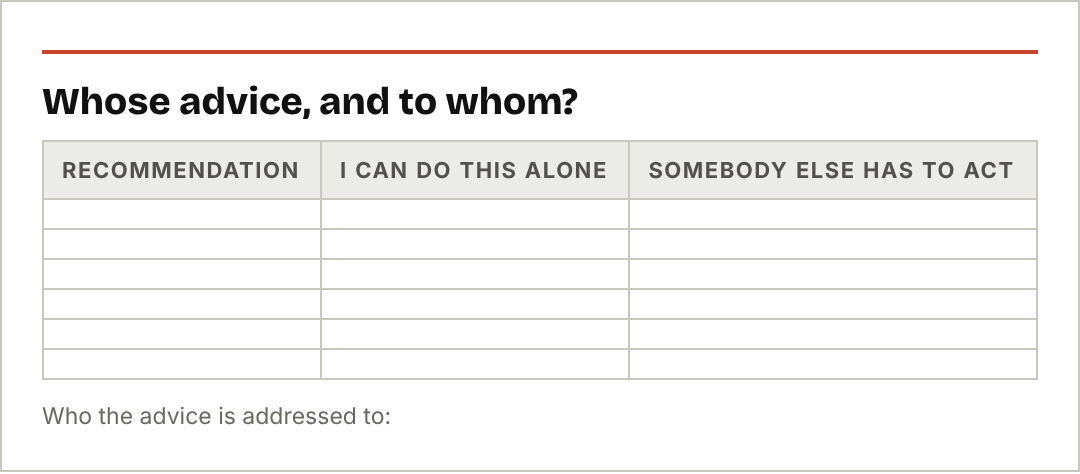 Whose advice, and to whom?
RECOMMENDATION I CAN DO THIS ALONE SOMEBODY ELSE HAS TO ACT
Who the advice is addressed to: